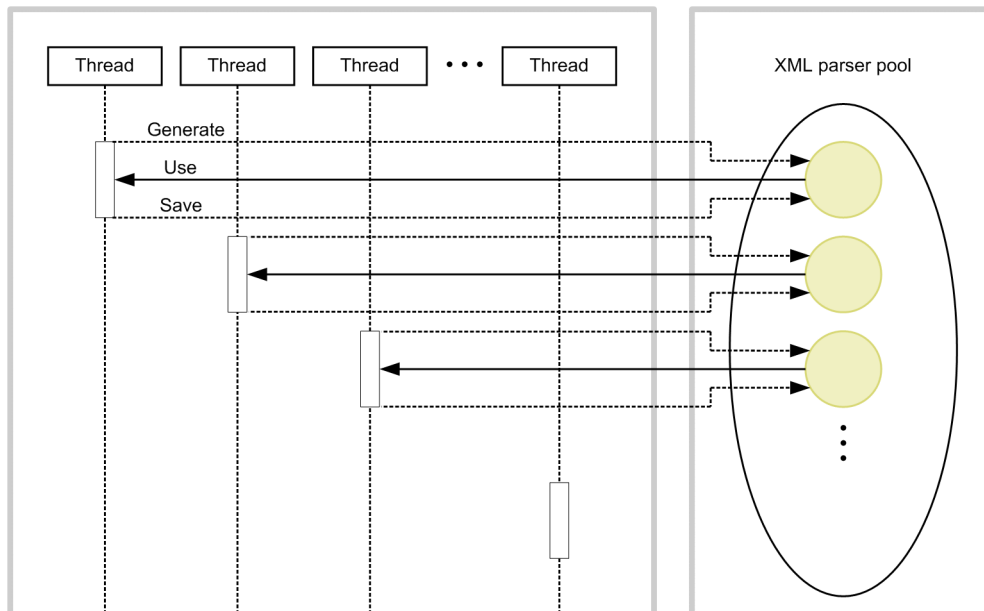 Thread
Thread
Thread
• • •
Thread
XML parser pool
Generate
Use
Save